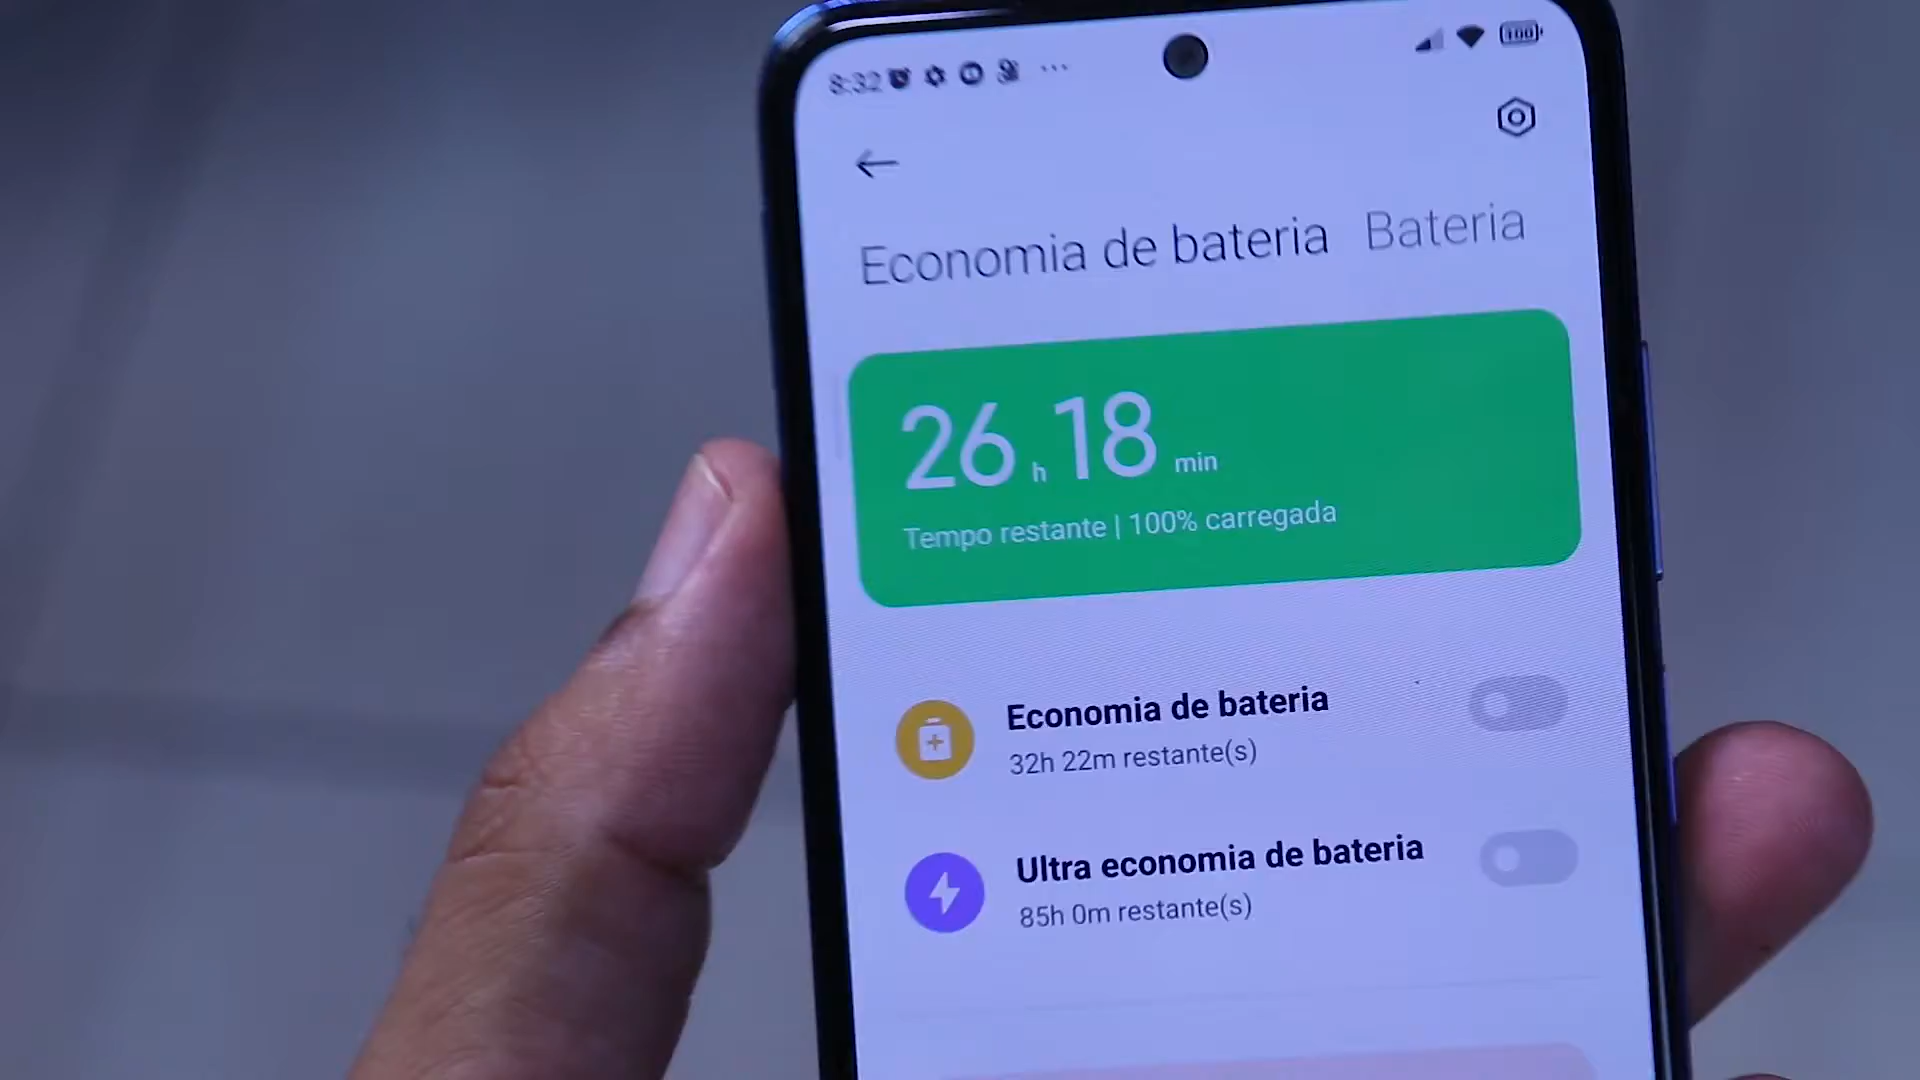 8:32 ... 100
Economia de bateria Bateria
26 h 18 min
Tempo restante | 100% carregada
Economia de bateria
32h 22m restante(s)
Ultra economia de bateria
85h 0m restante(s)